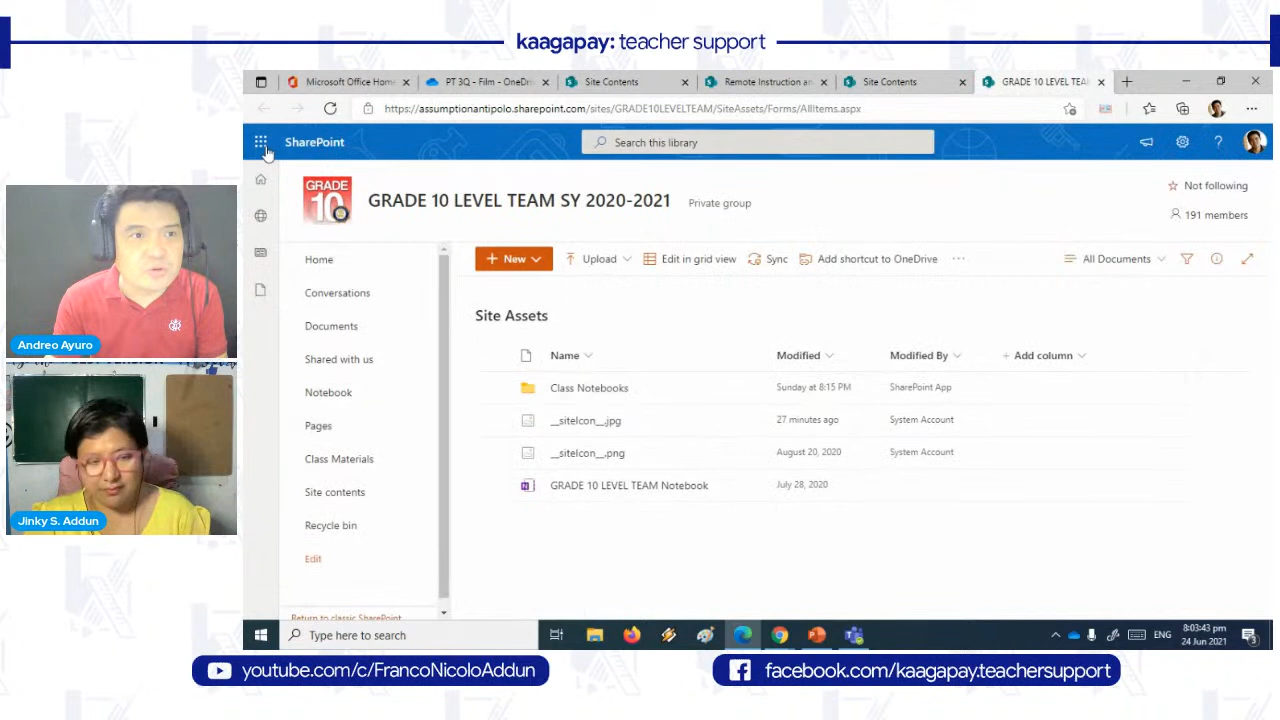 kaagapay: teacher support
Microsoft Office Home
PT 3Q - Film - OneDri
Site Contents
Remote Instruction an
Site Contents
GRADE 10 LEVEL TEA
https://assumptionantipolo.sharepoint.com/sites/GRADE10LEVELTEAM/SiteAssets/Forms/AllItems.aspx
SharePoint
Search this library
?
GRADE
10
GRADE 10 LEVEL TEAM SY 2020-2021
Private group
Not following
191 members
Home
Conversations
Documents
Shared with us
Notebook
Pages
Class Materials
Site contents
Recycle bin
Edit
Return to classic SharePoint
+ New
Upload
Edit in grid view
Sync
Add shortcut to OneDrive
...
All Documents
Site Assets
Name
Modified
Modified By
+ Add column
Class Notebooks
Sunday at 8:15 PM
SharePoint App
__siteIcon__.jpg
27 minutes ago
System Account
__siteIcon__.png
August 20, 2020
System Account
GRADE 10 LEVEL TEAM Notebook
July 28, 2020
Andreo Ayuro
Jinky S. Addun
Type here to search
ENG
8:03:43 pm
24 Jun 2021
3
youtube.com/c/FrancoNicoloAddun
facebook.com/kaagapay.teachersupport